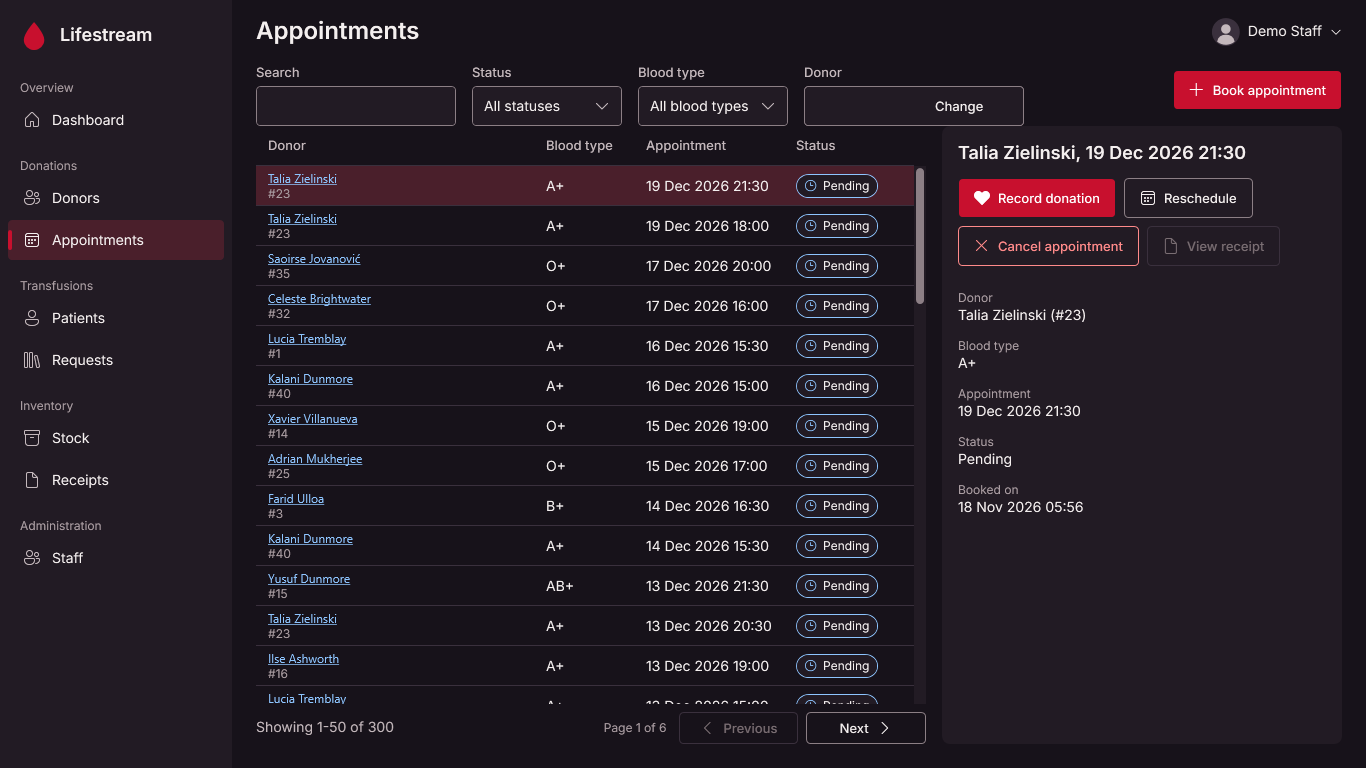 Lifestream
Overview
Dashboard
Donations
Donors
Appointments
Transfusions
Patients
Requests
Inventory
Stock
Receipts
Administration
Staff
Appointments
Demo Staff
Search
Status
All statuses
Blood type
All blood types
Donor
Change
Book appointment
Donor Blood type Appointment Status
Talia Zielinski
#23
A+ 19 Dec 2026 21:30 Pending
Talia Zielinski
#23
A+ 19 Dec 2026 18:00 Pending
Saoirse Jovanović
#35
O+ 17 Dec 2026 20:00 Pending
Celeste Brightwater
#32
O+ 17 Dec 2026 16:00 Pending
Lucia Tremblay
#1
A+ 16 Dec 2026 15:30 Pending
Kalani Dunmore
#40
A+ 16 Dec 2026 15:00 Pending
Xavier Villanueva
#14
O+ 15 Dec 2026 19:00 Pending
Adrian Mukherjee
#25
O+ 15 Dec 2026 17:00 Pending
Farid Ulloa
#3
B+ 14 Dec 2026 16:30 Pending
Kalani Dunmore
#40
A+ 14 Dec 2026 15:30 Pending
Yusuf Dunmore
#15
AB+ 13 Dec 2026 21:30 Pending
Talia Zielinski
#23
A+ 13 Dec 2026 20:30 Pending
Ilse Ashworth
#16
A+ 13 Dec 2026 19:00 Pending
Lucia Tremblay
Showing 1-50 of 300
Page 1 of 6
Previous
Next
Talia Zielinski, 19 Dec 2026 21:30
Record donation
Reschedule
Cancel appointment
View receipt
Donor
Talia Zielinski (#23)
Blood type
A+
Appointment
19 Dec 2026 21:30
Status
Pending
Booked on
18 Nov 2026 05:56